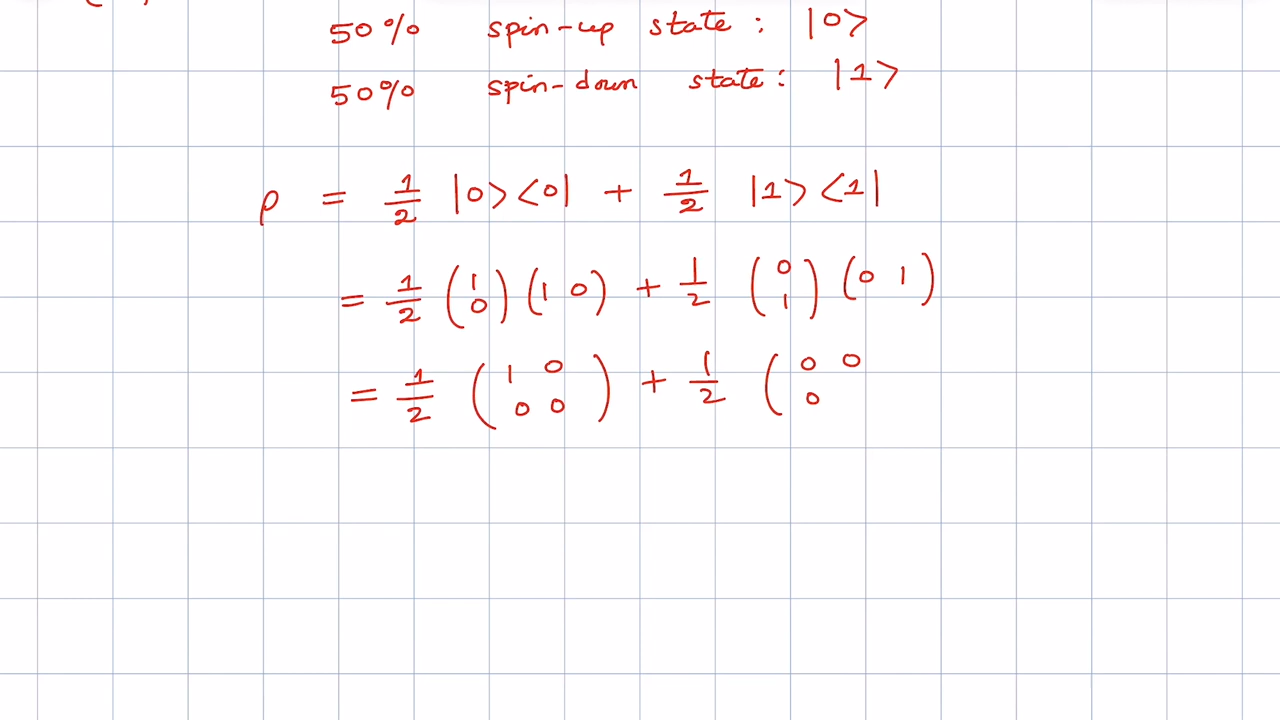 50% spin-up state : |0>
50% spin-down state : |1>
ρ = 1/2 |0><0| + 1/2 |1><1|
= 1/2 (1 0) (1 0) + 1/2 (0 1) (0 1)
= 1/2 (1 0 0 0) + 1/2 (0 0 0